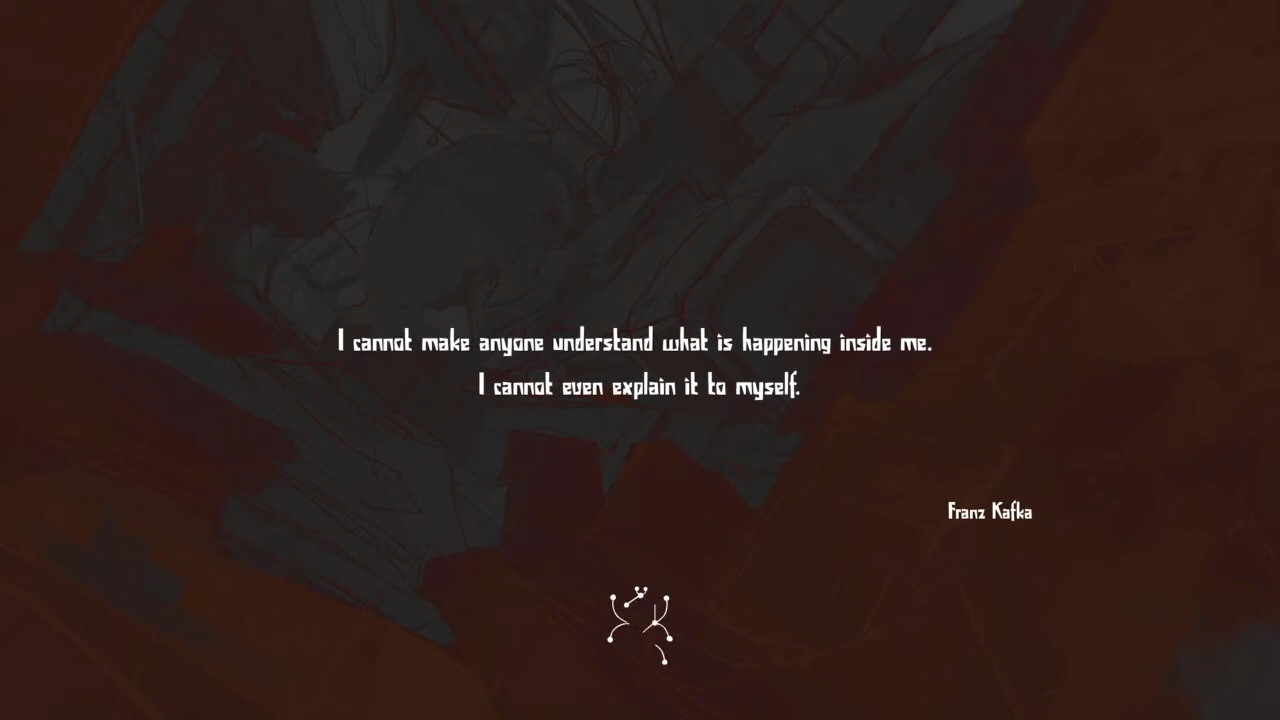 I cannot make anyone understand what is happening inside me.
I cannot even explain it to myself.
Franz Kafka